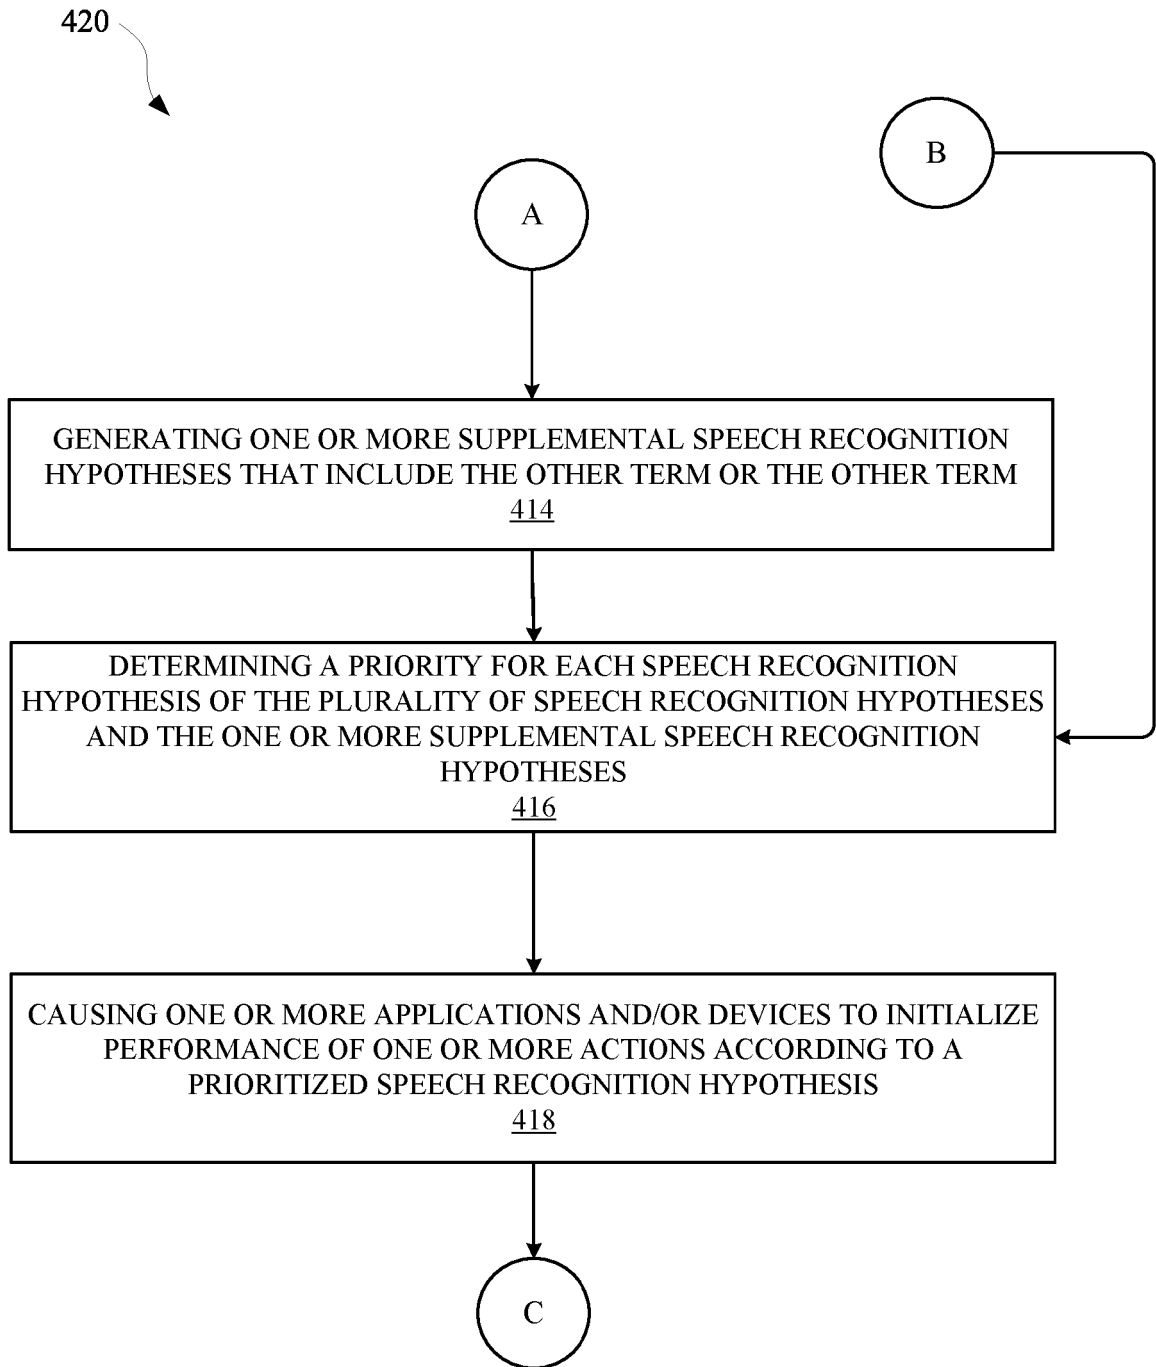 420
B
A
GENERATING ONE OR MORE SUPPLEMENTAL SPEECH RECOGNITION
HYPOTHESES THAT INCLUDE THE OTHER TERM OR THE OTHER TERM
414
DETERMINING A PRIORITY FOR EACH SPEECH RECOGNITION
HYPOTHESIS OF THE PLURALITY OF SPEECH RECOGNITION HYPOTHESES
AND THE ONE OR MORE SUPPLEMENTAL SPEECH RECOGNITION
HYPOTHESES
416
CAUSING ONE OR MORE APPLICATIONS AND/OR DEVICES TO INITIALIZE
PERFORMANCE OF ONE OR MORE ACTIONS ACCORDING TO A
PRIORITIZED SPEECH RECOGNITION HYPOTHESIS
418
C